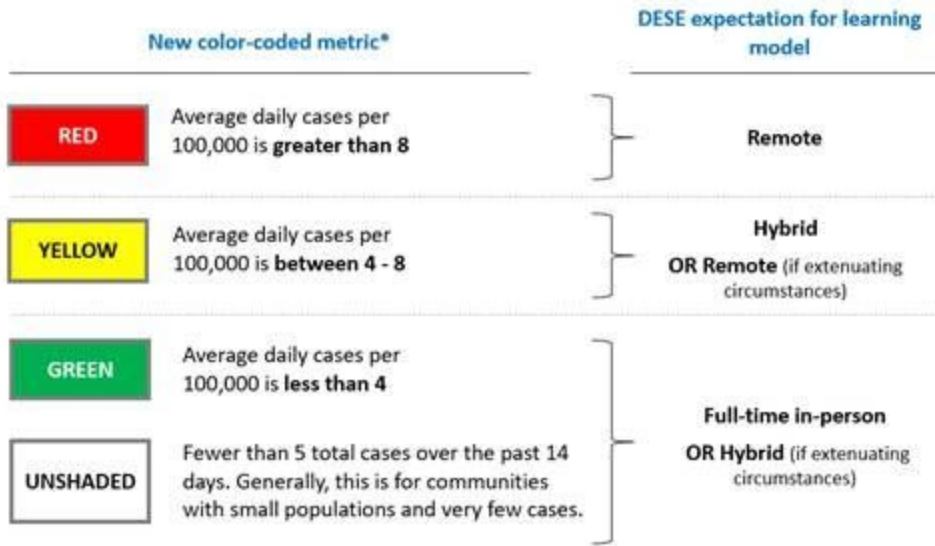 New color-coded metric*
DESE expectation for learning
model
RED
Average daily cases per
100,000 is greater than 8
Remote
YELLOW
Average daily cases per
100,000 is between 4 - 8
Hybrid
OR Remote (if extenuating
circumstances)
GREEN
Average daily cases per
100,000 is less than 4
UNSHADED
Fewer than 5 total cases over the past 14
days. Generally, this is for communities
with small populations and very few cases.
Full-time in-person
OR Hybrid (if extenuating
circumstances)